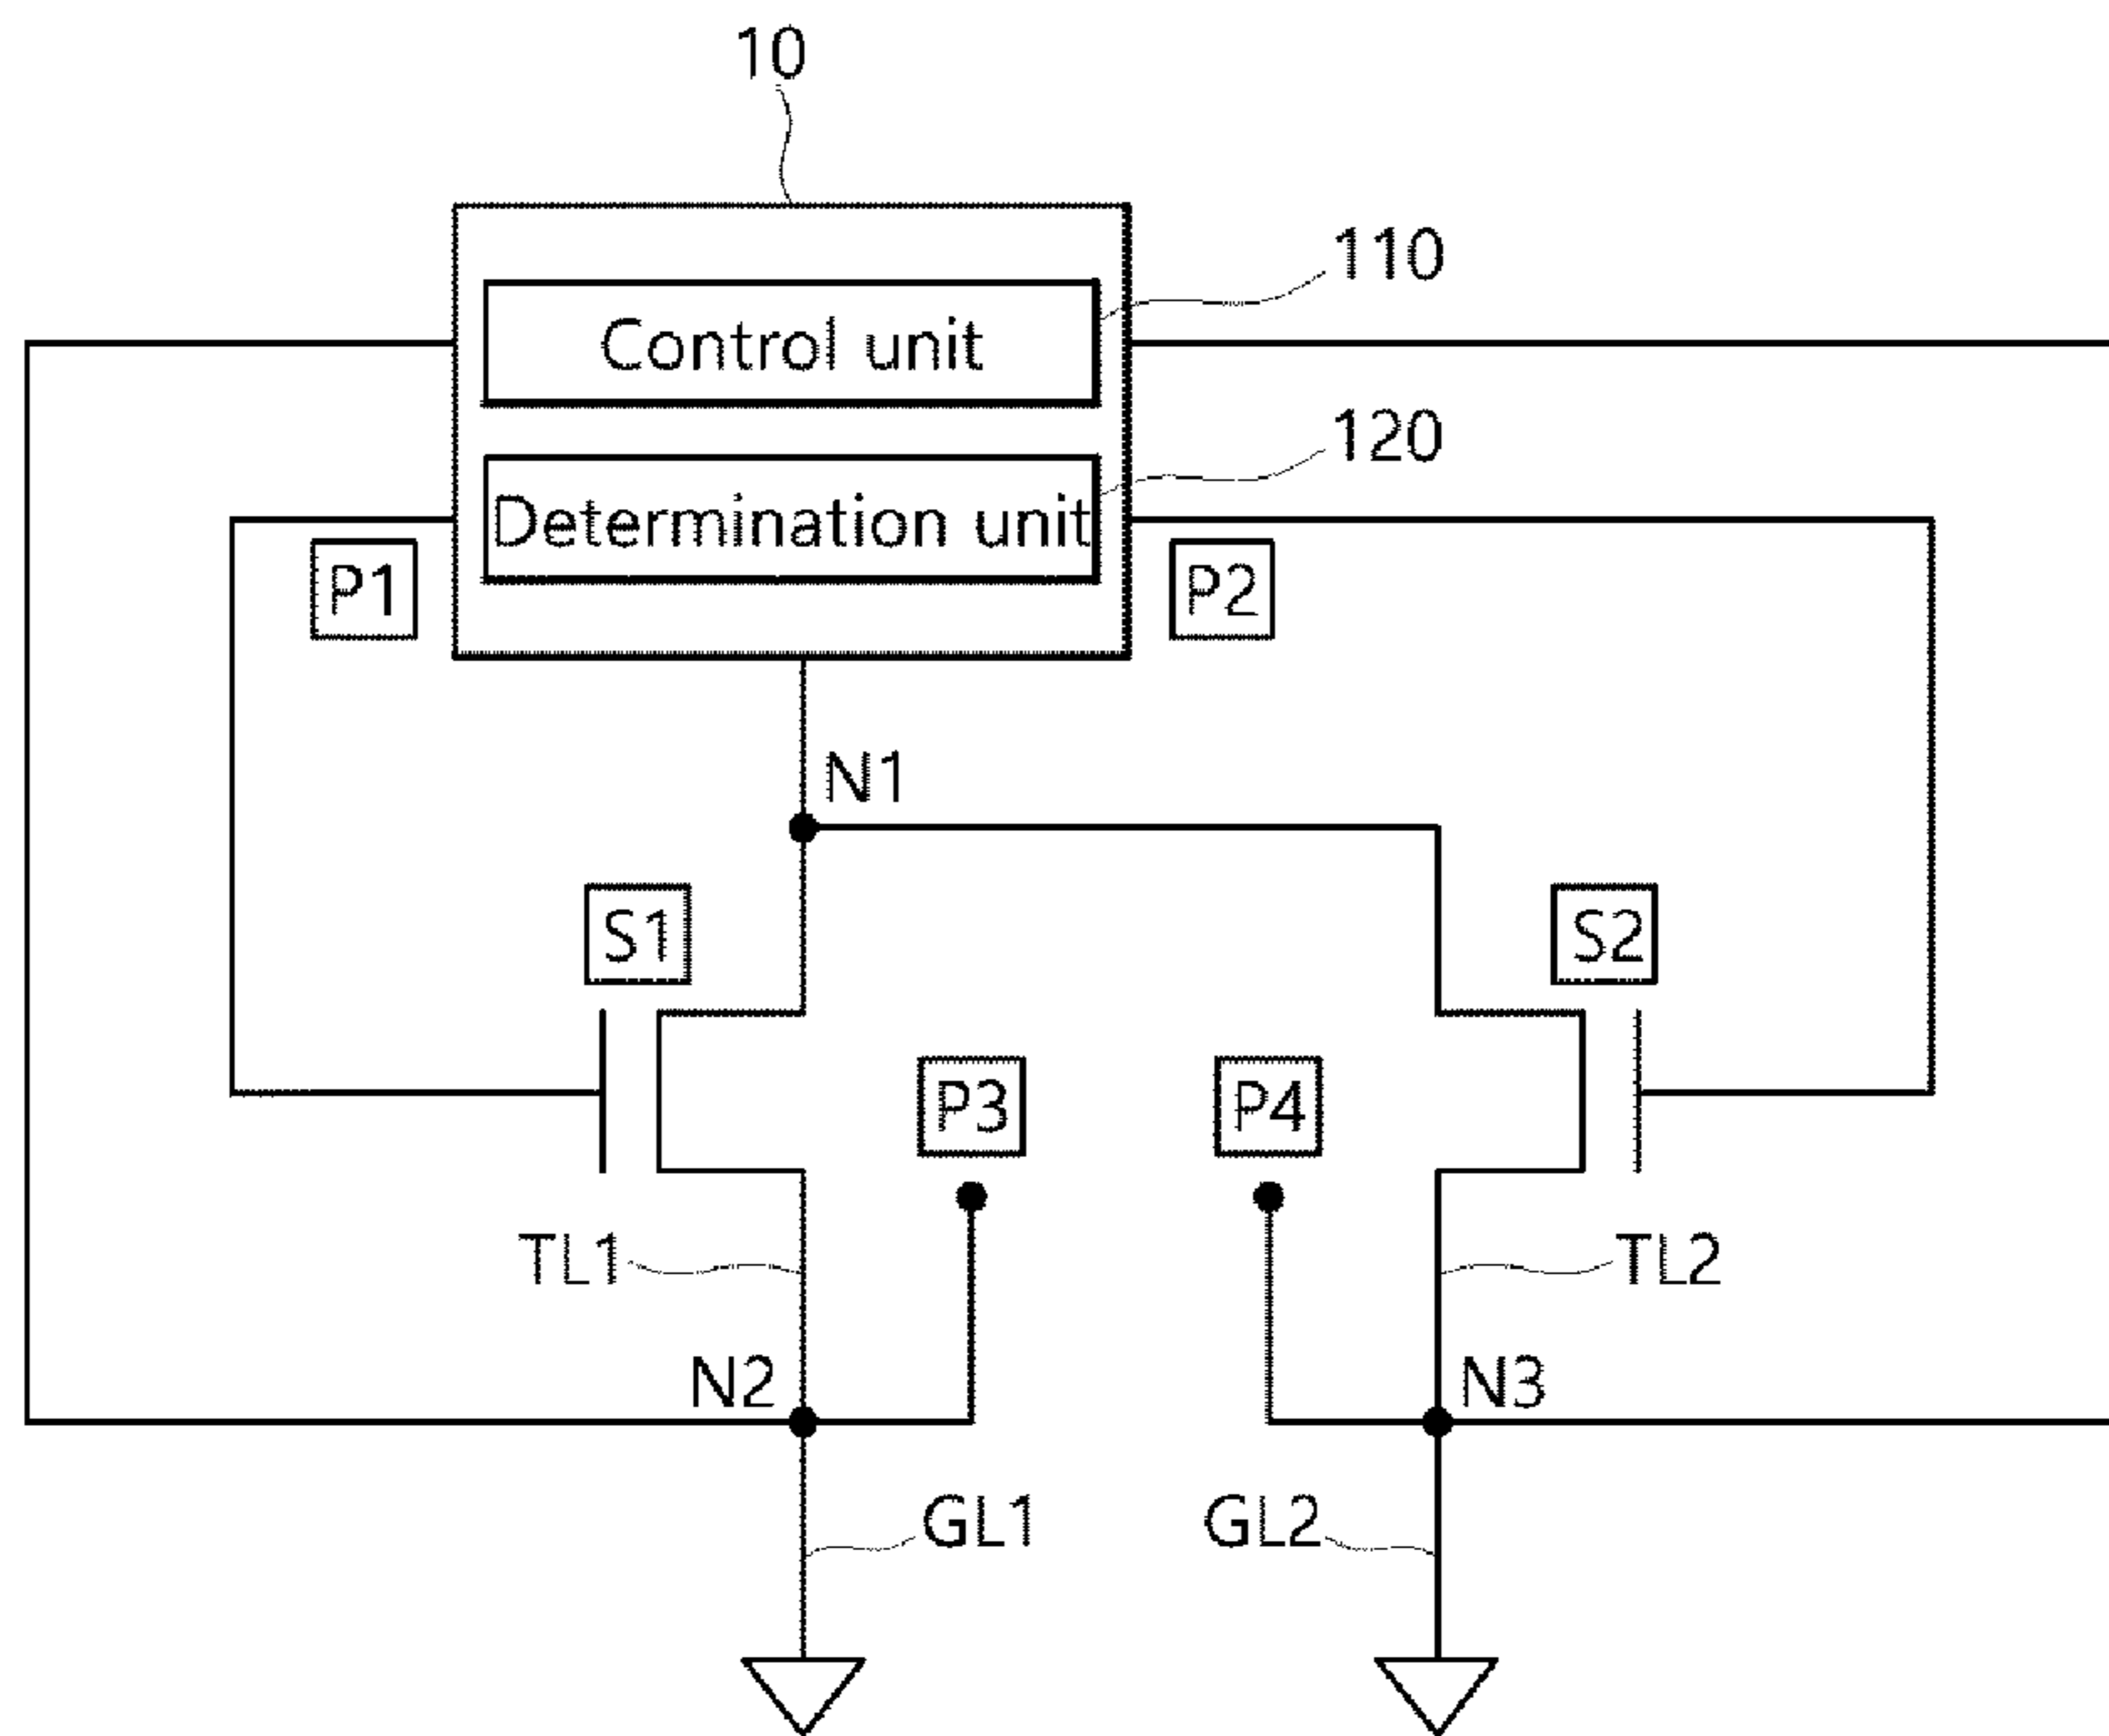 10
110
Control unit
120
Determination unit
P1
P2
N1
S1
S2
P3
P4
TL1
TL2
N2
N3
GL1
GL2